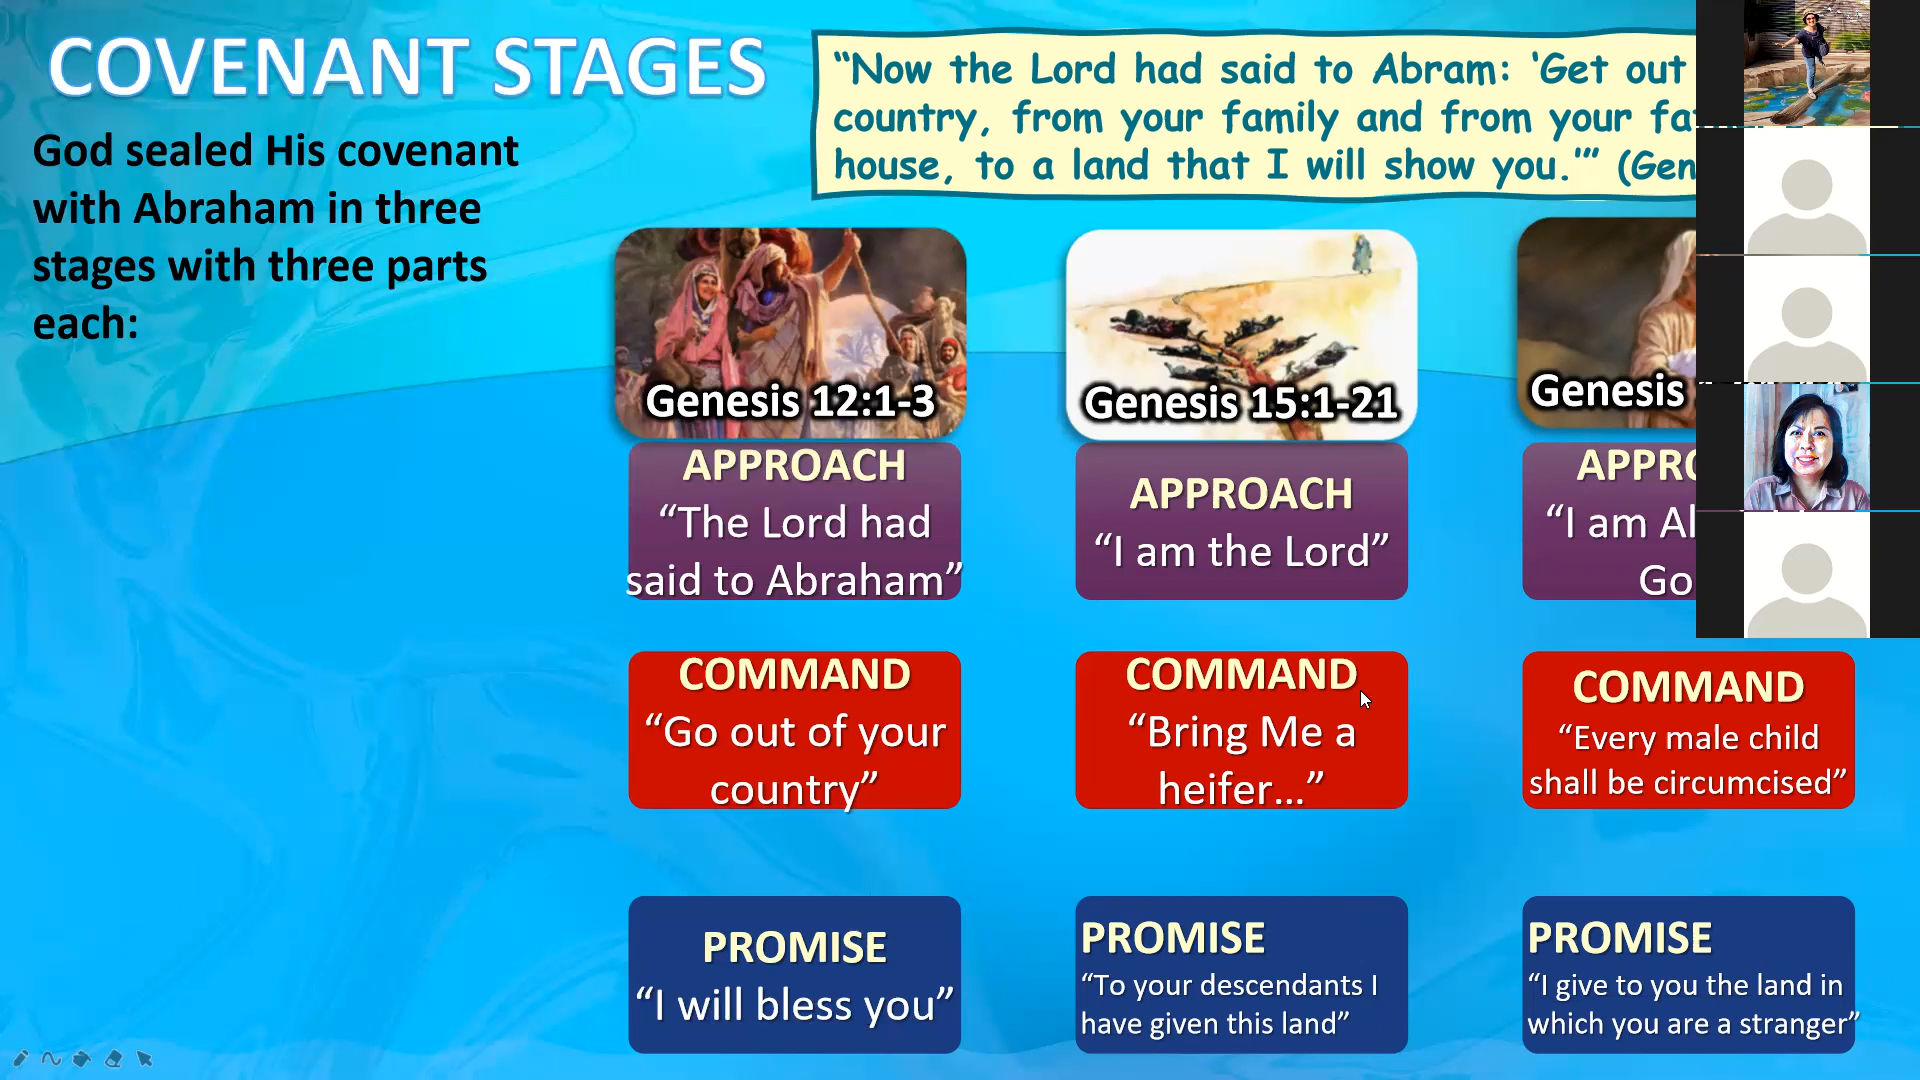 COVENANT STAGES
God sealed His covenant
with Abraham in three
stages with three parts
each:
“Now the Lord had said to Abram: ‘Get out
country, from your family and from your
house, to a land that I will show you.’” (Gen
Genesis 12:1-3
APPROACH
“The Lord had
said to Abraham”
COMMAND
“Go out of your
country”
PROMISE
“I will bless you”
Genesis 15:1-21
APPROACH
“I am the Lord”
COMMAND
“Bring Me a
heifer...”
PROMISE
“To your descendants I
have given this land”
Genesis
“I am
COMMAND
“Every male child
shall be circumcised”
PROMISE
“I give to you the land in
which you are a stranger”